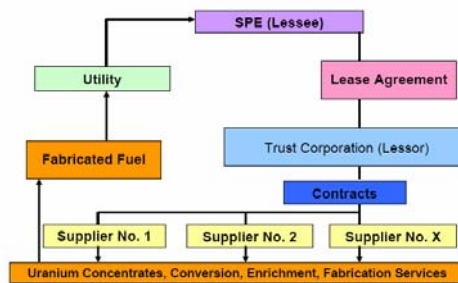 SPE (Lessee)
Utility
Lease Agreement
Trust Corporation (Lessor)
Fabricated Fuel
Contracts
Supplier No. 1
Supplier No. 2
Supplier No. X
Uranium Concentrates, Conversion, Enrichment, Fabrication Services